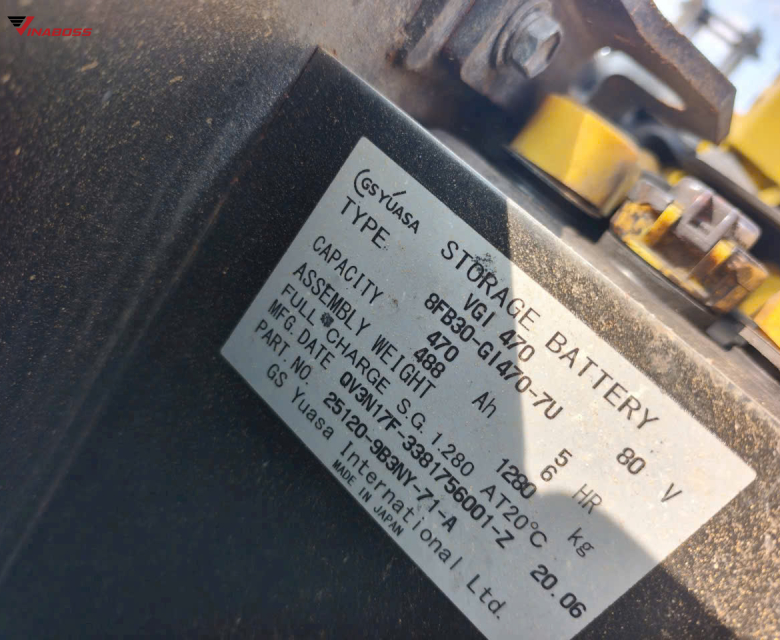 VINABOSS
GS YUASA STORAGE BATTERY
TYPE VGI 470
8FB30-GI470-7U 80 V
CAPACITY 470 Ah 5 HR
488 6
ASSEMBLY WEIGHT 1280 kg
FULL CHARGE S.G. 1.280 AT20°C
MFG. DATE QV3N17F-3381756001-Z 20.06
PART NO. 25120-9B3NY-71-A
GS Yuasa International Ltd.
MADE IN JAPAN